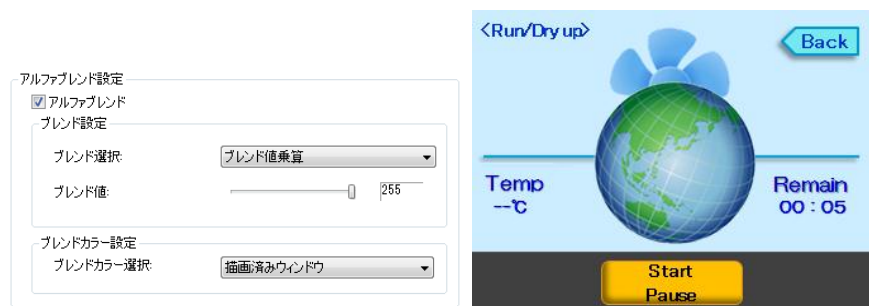 アルファブレンド設定
アルファブレンド
ブレンド設定
ブレンド選択: ブレンド値乗算
ブレンド値: 255
ブレンドカラー設定
ブレンドカラー選択: 描画済みウィンドウ
<Run/Dry up>
Back
Temp
--℃
Remain
00 : 05
Start
Pause